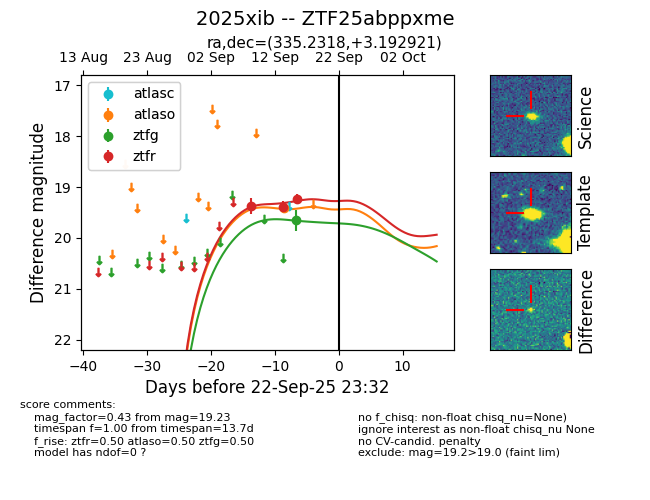 2025xib -- ZTF25abppxme
ra,dec=(335.2318,+3.192921)
13 Aug 23 Aug 02 Sep 12 Sep 22 Sep 02 Oct
17
18
19
20
21
22
Difference magnitude
atlasc
atlaso
ztfg
ztfr
−40 −30 −20 −10 0 10
Days before 22-Sep-25 23:32
Science
Template
Difference
score comments:
mag_factor=0.43 from mag=19.23
timespan f=1.00 from timespan=13.7d
f_rise: ztfr=0.50 atlaso=0.50 ztfg=0.50
model has ndof=0 ?
no f_chisq: non-float chisq_nu=None)
ignore interest as non-float chisq_nu None
no CV-candid. penalty
exclude: mag=19.2>19.0 (faint lim)